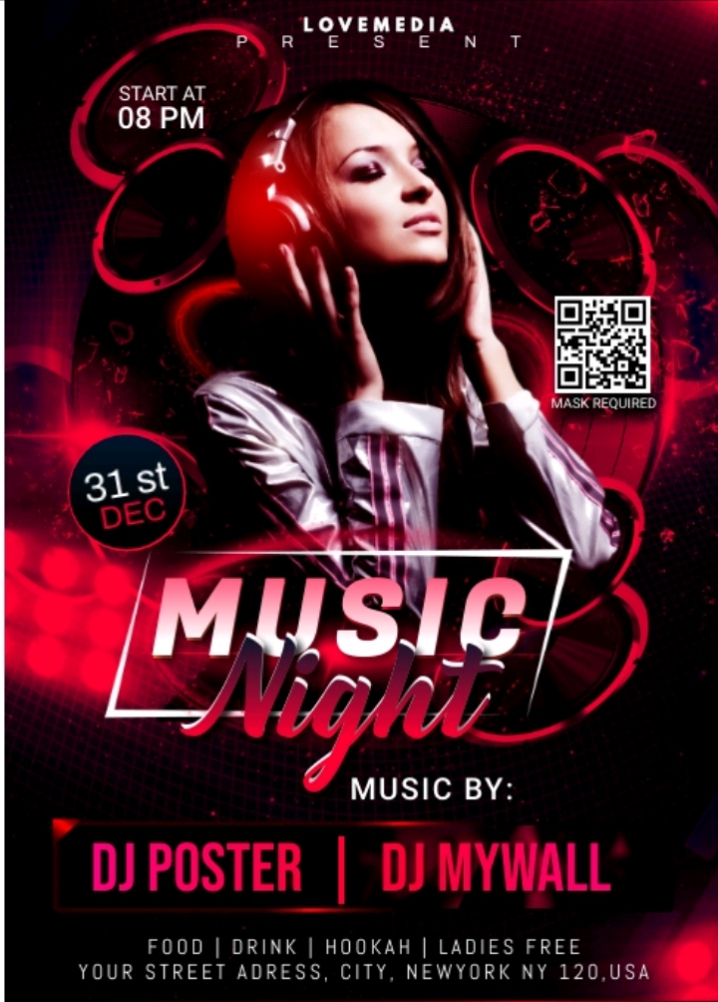 LOVEMEDIA
PRESENT
START AT
08 PM
MASK REQUIRED
31 st
DEC
MUSIC
Night
MUSIC BY:
DJ POSTER | DJ MYWALL
FOOD | DRINK | HOOKAH | LADIES FREE
YOUR STREET ADRESS, CITY, NEWYORK NY 120,USA